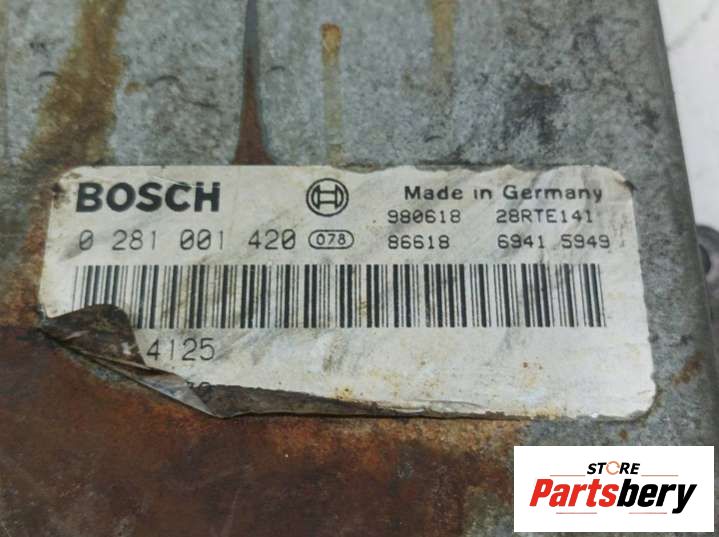 BOSCH Made in Germany
980618 28RTE141
0 281 001 420 078 86618 6941 5949
4125
STORE
Partsbery